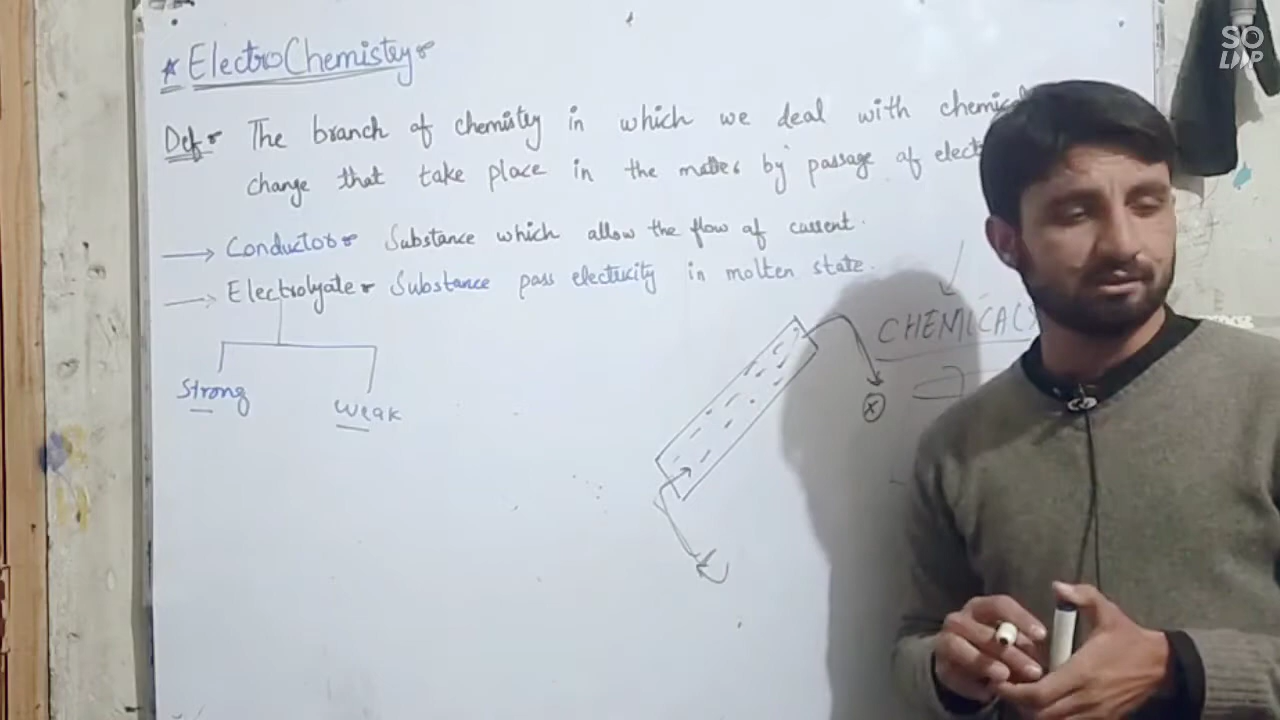 * ElectroChemistry
Def: The branch of chemistry in which we deal with chemical
change that take place in the matter by passage of elect
→ Conductor: Substance which allow the flow of current.
→ Electrolyate: Substance pass electricity in molten state.
Strong
weak
CHEMICALS
x
SO
LOOP